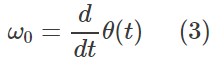 ω₀ = d/dt θ(t) (3)